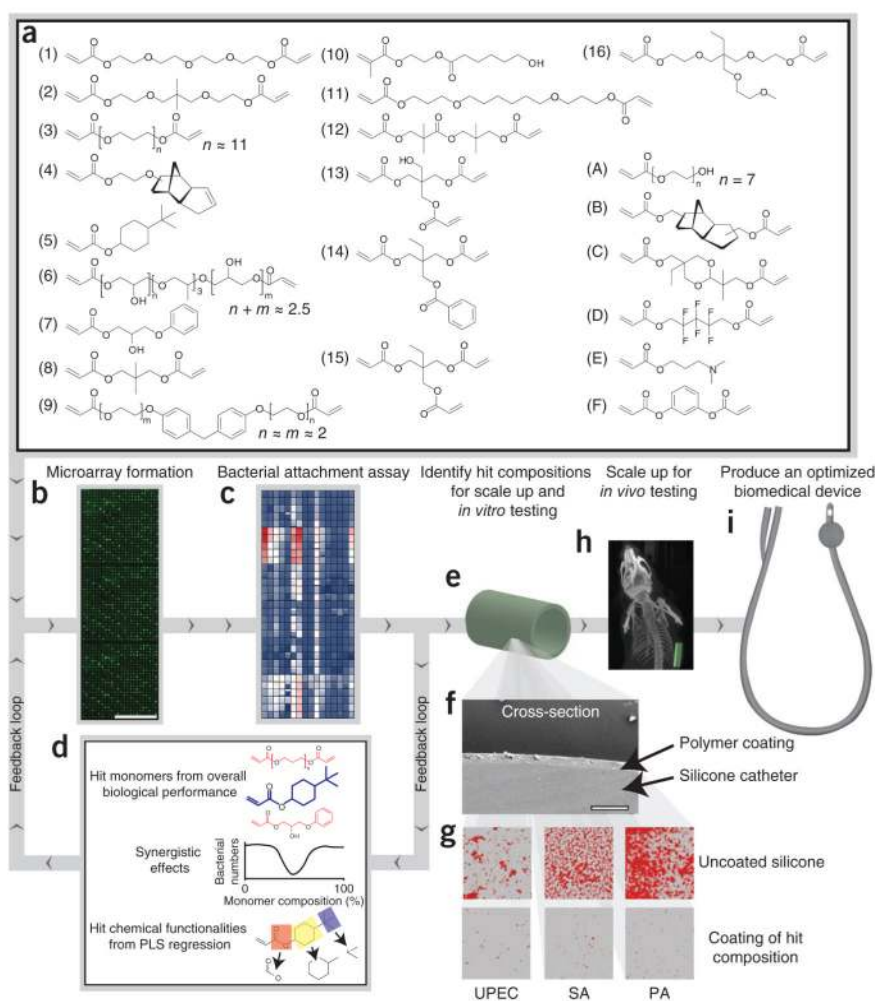 a
(1)
(2)
(3)
n ≈ 11
(4)
(5)
(6)
n + m ≈ 2.5
(7)
(8)
(9)
n ≈ m ≈ 2
(10)
(11)
(12)
(13)
(14)
(15)
(16)
(A)
n = 7
(B)
(C)
(D)
(E)
(F)
Microarray formation
Bacterial attachment assay
Identify hit compositions
for scale up and
in vitro testing
Scale up for
in vivo testing
Produce an optimized
biomedical device
b
c
e
h
i
Feedback loop
Feedback loop
d
Hit monomers from overall
biological performance
Synergistic
effects
Bacterial
numbers
0
100
Monomer composition (%)
Hit chemical functionalities
from PLS regression
f
Cross-section
Polymer coating
Silicone catheter
g
Uncoated silicone
Coating of hit
composition
UPEC SA PA